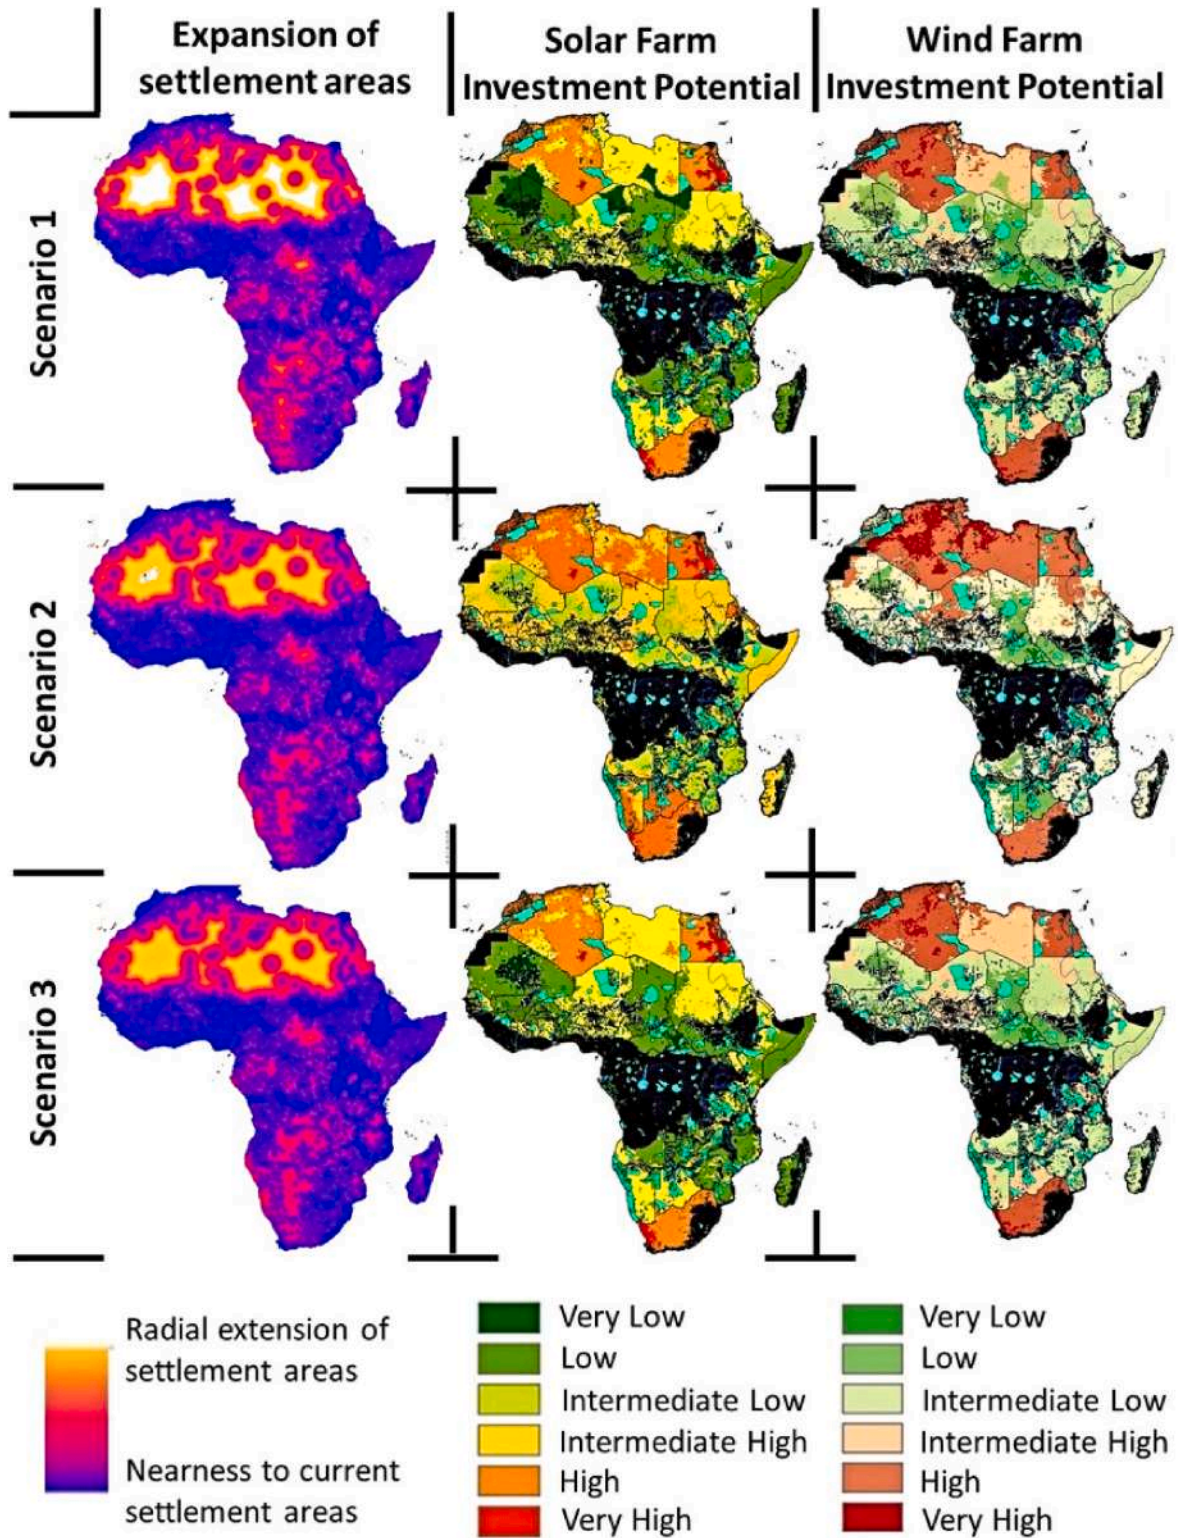 Expansion of
settlement areas
Solar Farm
Investment Potential
Wind Farm
Investment Potential
Scenario 1
Scenario 2
Scenario 3
Radial extension of
settlement areas
Nearness to current
settlement areas
Very Low
Low
Intermediate Low
Intermediate High
High
Very High
Very Low
Low
Intermediate Low
Intermediate High
High
Very High